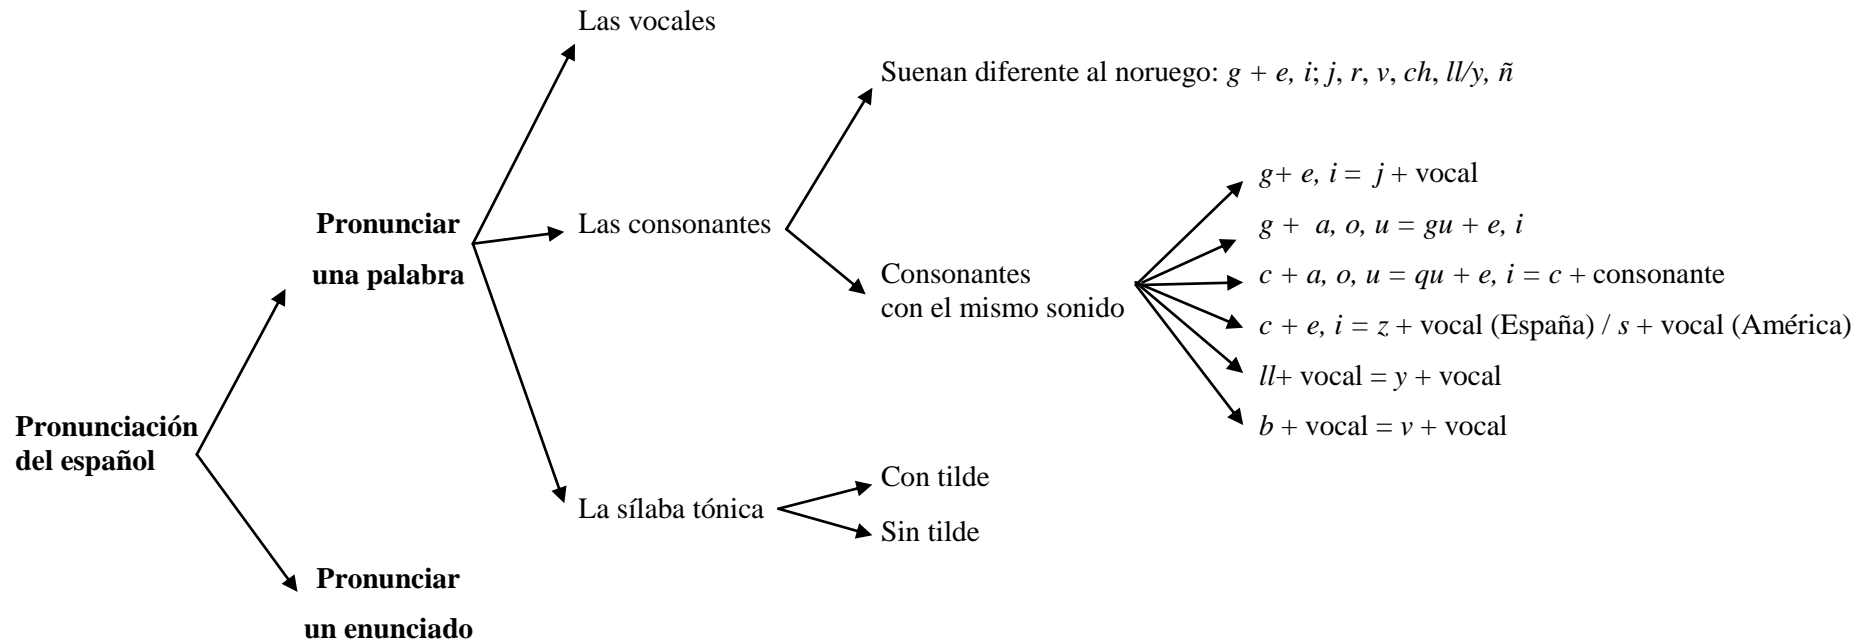 Las vocales
Suenan diferente al noruego: g + e, i; j, r, v, ch, ll/y, ñ
g+ e, i = j + vocal
Pronunciar
una palabra
Las consonantes
g + a, o, u = gu + e, i
Consonantes
con el mismo sonido
c + a, o, u = qu + e, i = c + consonante
c + e, i = z + vocal (España) / s + vocal (América)
ll+ vocal = y + vocal
b + vocal = v + vocal
Pronunciación
del español
La sílaba tónica
Con tilde
Sin tilde
Pronunciar
un enunciado